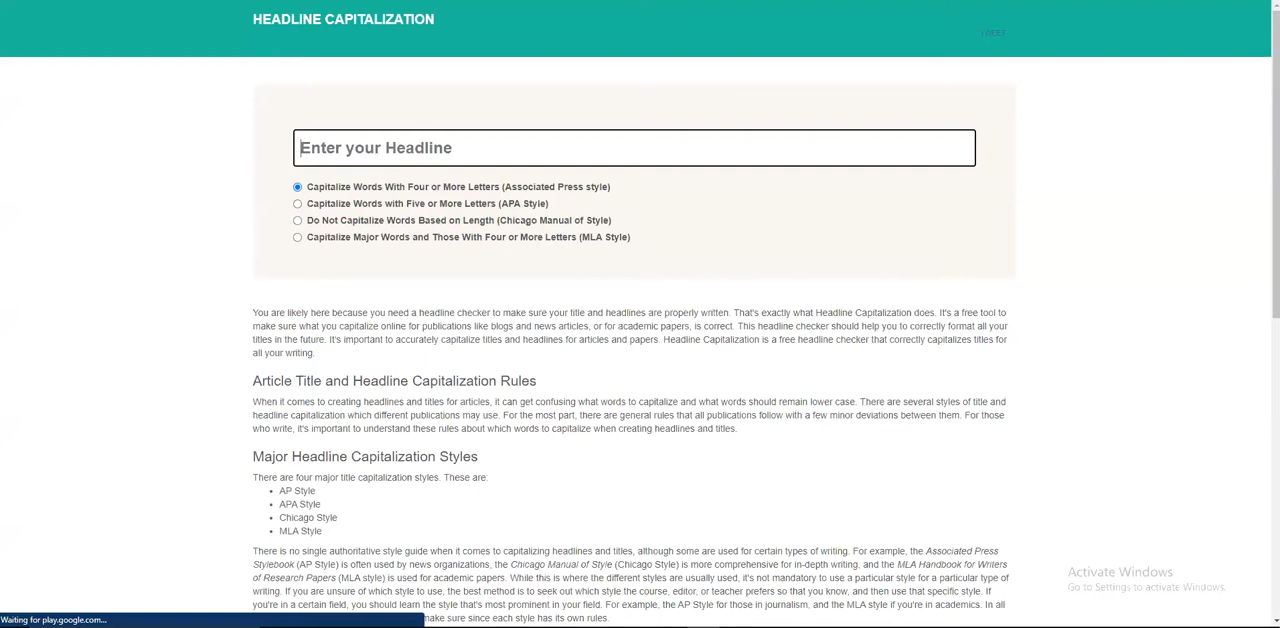 HEADLINE CAPITALIZATION
TWEET
Enter your Headline
Capitalize Words With Four or More Letters (Associated Press style)
Capitalize Words with Five or More Letters (APA Style)
Do Not Capitalize Words Based on Length (Chicago Manual of Style)
Capitalize Major Words and Those With Four or More Letters (MLA Style)
You are likely here because you need a headline checker to make sure your title and headlines are properly written. That's exactly what Headline Capitalization does. It's a free tool to
make sure what you capitalize online for publications like blogs and news articles, or for academic papers, is correct. This headline checker should help you to correctly format all your
titles in the future. It's important to accurately capitalize titles and headlines for articles and papers. Headline Capitalization is a free headline checker that correctly capitalizes titles for
all your writing.
Article Title and Headline Capitalization Rules
When it comes to creating headlines and titles for articles, it can get confusing what words to capitalize and what words should remain lower case. There are several styles of title and
headline capitalization which different publications may use. For the most part, there are general rules that all publications follow with a few minor deviations between them. For those
who write, it's important to understand these rules about which words to capitalize when creating headlines and titles.
Major Headline Capitalization Styles
There are four major title capitalization styles. These are:
• AP Style
• APA Style
• Chicago Style
• MLA Style
There is no single authoritative style guide when it comes to capitalizing headlines and titles, although some are used for certain types of writing. For example, the Associated Press
Stylebook (AP Style) is often used by news organizations, the Chicago Manual of Style (Chicago Style) is more comprehensive for in-depth writing, and the MLA Handbook for Writers
of Research Papers (MLA style) is used for academic papers. While this is where the different styles are usually used, it's not mandatory to use a particular style for a particular type of
writing. If you are unsure of which style to use, the best method is to seek out which style the course, editor, or teacher prefers so that you know, and then use that specific style. If
you're in a certain field, you should learn the style that's most prominent in your field. For example, the AP Style for those in journalism, and the MLA style if you're in academics. In all
make sure since each style has its own rules.
Activate Windows
Go to Settings to activate Windows.
Waiting for play.google.com...